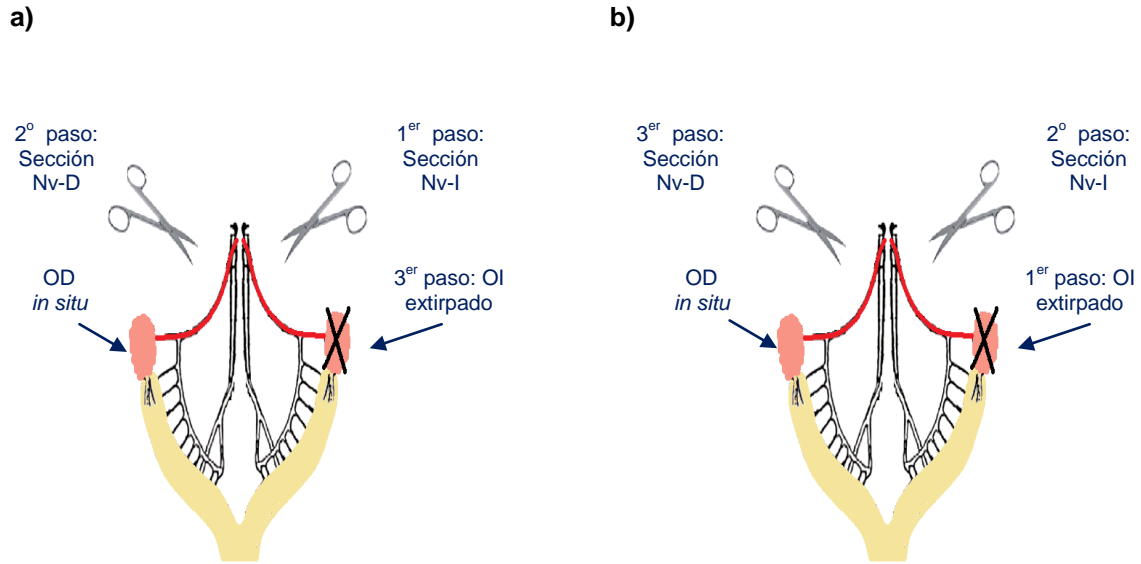 a)
2º paso:
Sección
Nv-D
1er paso:
Sección
Nv-I
OD
in situ
3er paso: OI
extirpado
b)
3er paso:
Sección
Nv-D
2º paso:
Sección
Nv-I
OD
in situ
1er paso: OI
extirpado